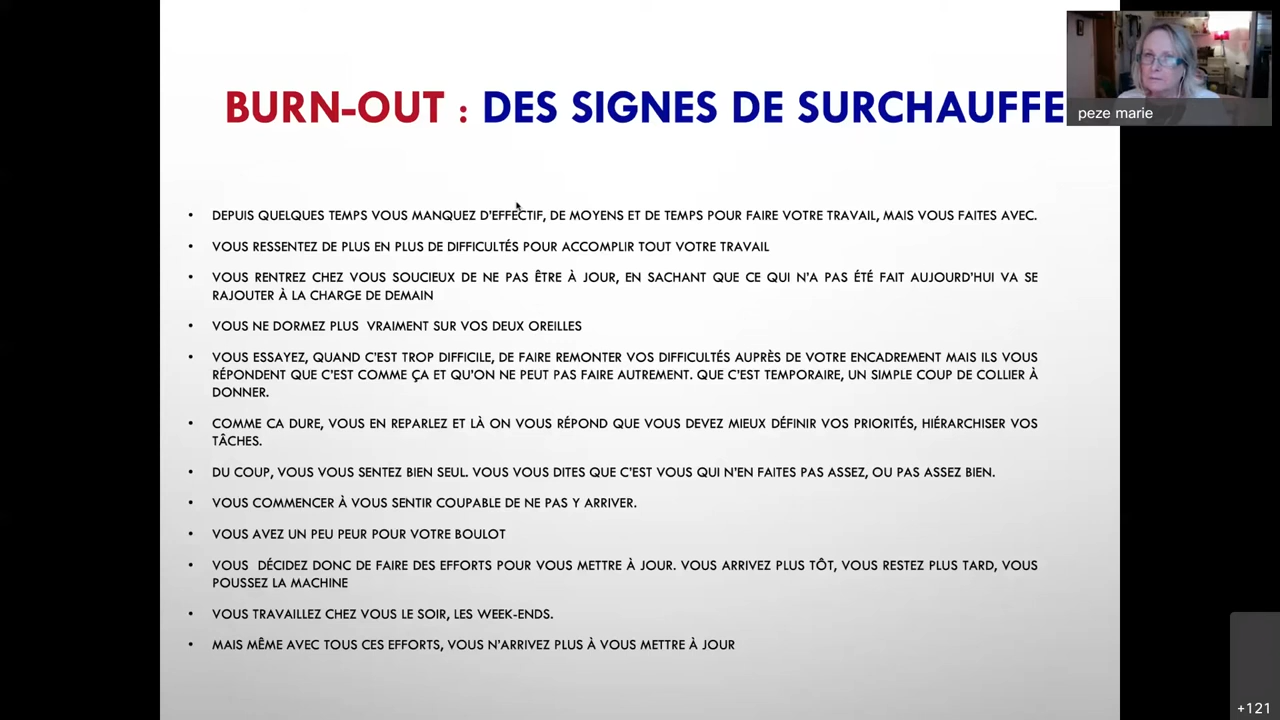 BURN-OUT : DES SIGNES DE SURCHAUFFE
peze marie
• DEPUIS QUELQUES TEMPS VOUS MANQUEZ D'EFFECTIF, DE MOYENS ET DE TEMPS POUR FAIRE VOTRE TRAVAIL, MAIS VOUS FAITES AVEC.
• VOUS RESSENTEZ DE PLUS EN PLUS DE DIFFICULTÉS POUR ACCOMPLIR TOUT VOTRE TRAVAIL
• VOUS RENTREZ CHEZ VOUS SOUCIEUX DE NE PAS ÊTRE À JOUR, EN SACHANT QUE CE QUI N'A PAS ÉTÉ FAIT AUJOURD'HUI VA SE
RAJOUTER À LA CHARGE DE DEMAIN
• VOUS NE DORMEZ PLUS VRAIMENT SUR VOS DEUX OREILLES
• VOUS ESSAYEZ, QUAND C'EST TROP DIFFICILE, DE FAIRE REMONTER VOS DIFFICULTÉS AUPRÈS DE VOTRE ENCADREMENT MAIS ILS VOUS
RÉPONDENT QUE C'EST COMME ÇA ET QU'ON NE PEUT PAS FAIRE AUTREMENT. QUE C'EST TEMPORAIRE, UN SIMPLE COUP DE COLLIER À
DONNER.
• COMME CA DURE, VOUS EN REPARLEZ ET LÀ ON VOUS RÉPOND QUE VOUS DEVEZ MIEUX DÉFINIR VOS PRIORITÉS, HIÉRARCHISER VOS
TÂCHES.
• DU COUP, VOUS VOUS SENTEZ BIEN SEUL. VOUS VOUS DITES QUE C'EST VOUS QUI N'EN FAITES PAS ASSEZ, OU PAS ASSEZ BIEN.
• VOUS COMMENCER À VOUS SENTIR COUPABLE DE NE PAS Y ARRIVER.
• VOUS AVEZ UN PEU PEUR POUR VOTRE BOULOT
• VOUS DÉCIDEZ DONC DE FAIRE DES EFFORTS POUR VOUS METTRE À JOUR. VOUS ARRIVEZ PLUS TÔT, VOUS RESTEZ PLUS TARD, VOUS
POUSSEZ LA MACHINE
• VOUS TRAVAILLEZ CHEZ VOUS LE SOIR, LES WEEK-ENDS.
• MAIS MÊME AVEC TOUS CES EFFORTS, VOUS N'ARRIVEZ PLUS À VOUS METTRE À JOUR
+121